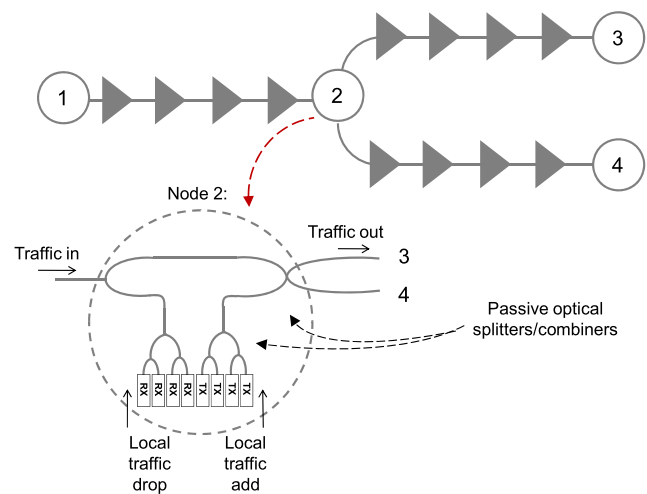 3
1
2
4
Node 2:
Traffic out
Traffic in
3
4
Passive optical
splitters/combiners
RX RX RX RX TX TX TX TX
Local
traffic
drop
Local
traffic
add